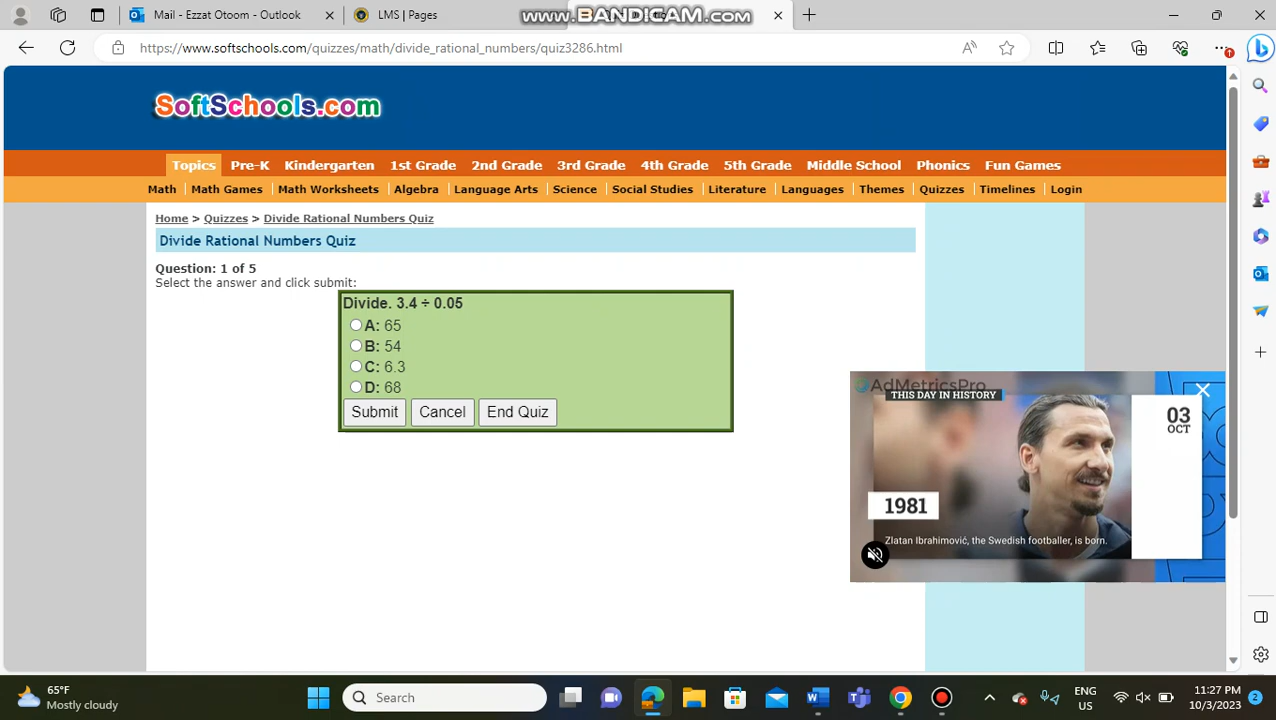 Mail - Ezzat Otoom - Outlook
LMS | Pages
www.BANDICAM.com
https://www.softschools.com/quizzes/math/divide_rational_numbers/quiz3286.html
SoftSchools.com
Topics Pre-K Kindergarten 1st Grade 2nd Grade 3rd Grade 4th Grade 5th Grade Middle School Phonics Fun Games
Math Math Games Math Worksheets Algebra Language Arts Science Social Studies Literature Languages Themes Quizzes Timelines Login
Home > Quizzes > Divide Rational Numbers Quiz
Divide Rational Numbers Quiz
Question: 1 of 5
Select the answer and click submit:
Divide. 3.4 ÷ 0.05
A: 65
B: 54
C: 6.3
D: 68
Submit Cancel End Quiz
AdMetricsPro
THIS DAY IN HISTORY
03
OCT
1981
Zlatan Ibrahimović, the Swedish footballer, is born.
65°F
Mostly cloudy
Search
ENG
US
11:27 PM
10/3/2023
2